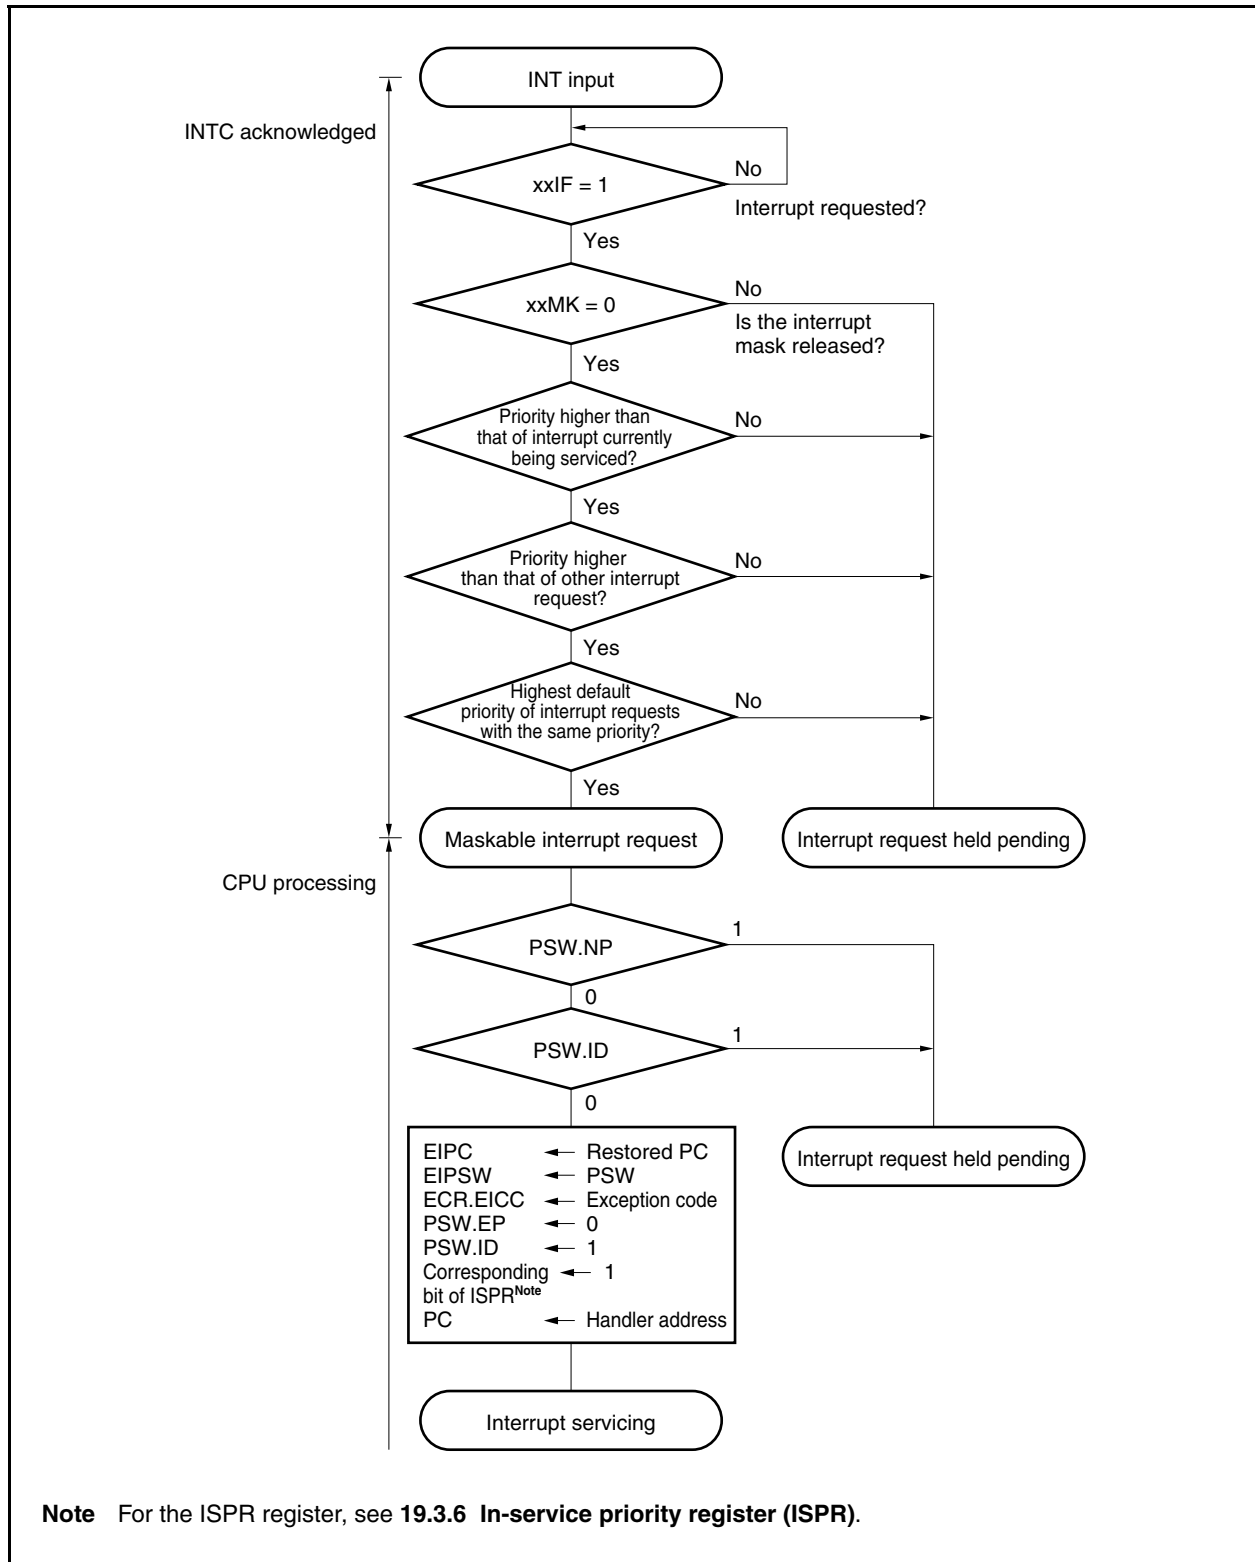 INT input
INTC acknowledged
xxIF = 1
No
Interrupt requested?
Yes
xxMK = 0
No
Is the interrupt
mask released?
Yes
Priority higher than
that of interrupt currently
being serviced?
No
Yes
Priority higher
than that of other interrupt
request?
No
Yes
Highest default
priority of interrupt requests
with the same priority?
No
Yes
Maskable interrupt request
Interrupt request held pending
CPU processing
PSW.NP
1
0
PSW.ID
1
0
EIPC ← Restored PC
EIPSW ← PSW
ECR.EICC ← Exception code
PSW.EP ← 0
PSW.ID ← 1
Corresponding ← 1
bit of ISPRNote
PC ← Handler address
Interrupt request held pending
Interrupt servicing
Note For the ISPR register, see 19.3.6 In-service priority register (ISPR).